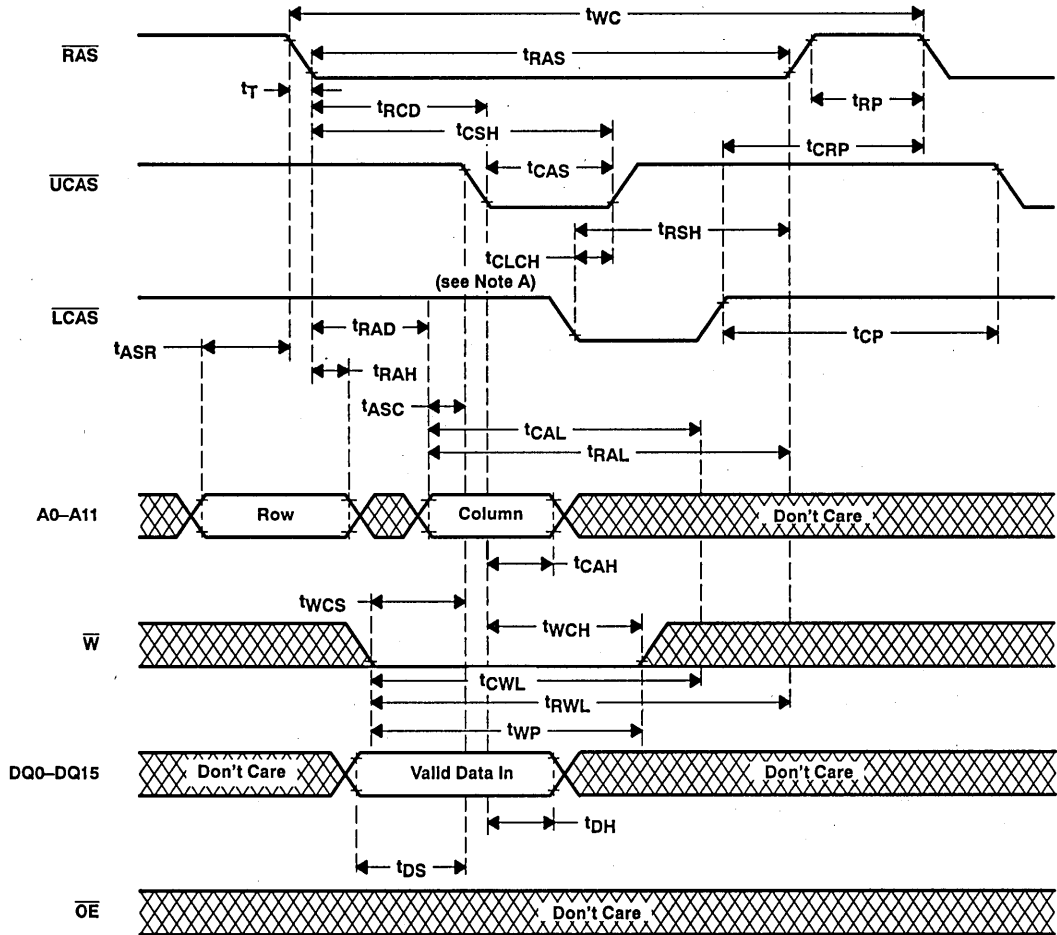 tWC
RAS
tRAS
tT
tRP
tRCD
tCSH
tCRP
tCAS
UCAS
tRSH
tCLCH
(see Note A)
LCAS
tRAD
tCP
tASR
tRAH
tASC
tCAL
tRAL
A0–A11
Row
Column
Don't Care
tCAH
tWCS
tWCH
W
tCWL
tRWL
tWP
DQ0–DQ15
Don't Care
Valid Data In
Don't Care
tDH
tDS
OE
Don't Care